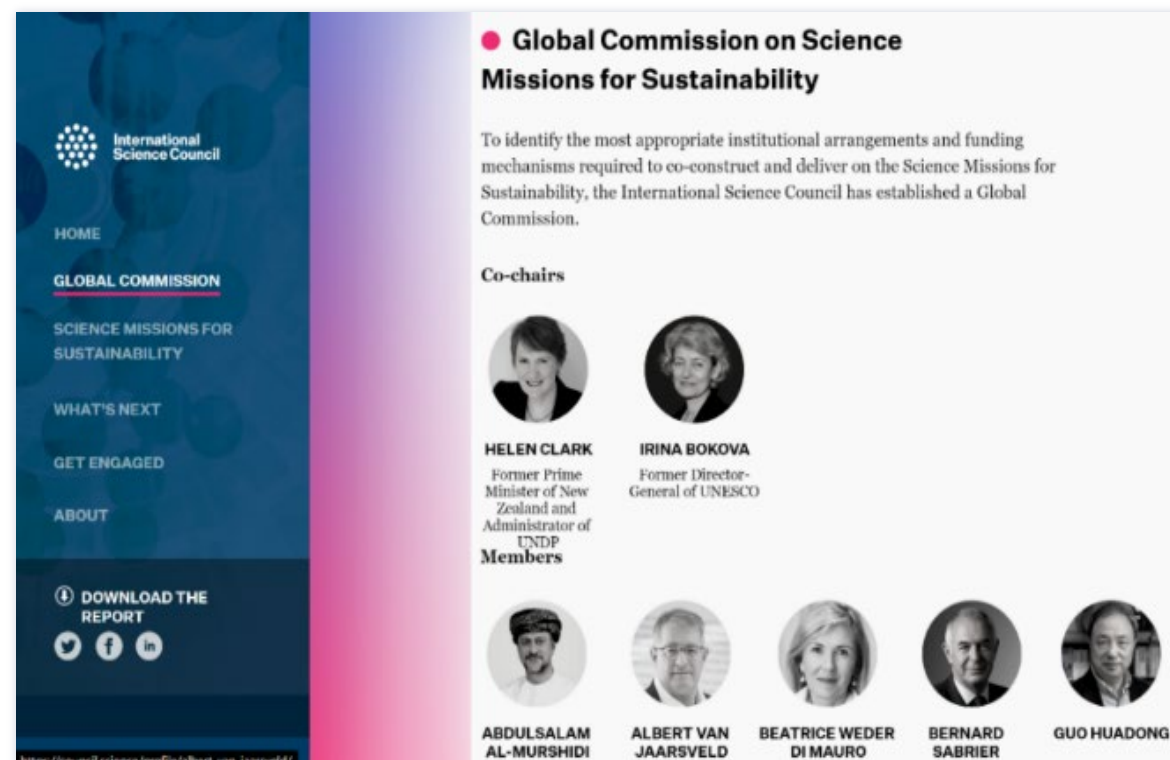 International
Science Council
HOME
GLOBAL COMMISSION
SCIENCE MISSIONS FOR
SUSTAINABILITY
WHAT'S NEXT
GET ENGAGED
ABOUT
DOWNLOAD THE
REPORT
in
Global Commission on Science
Missions for Sustainability
To identify the most appropriate institutional arrangements and funding
mechanisms required to co-construct and deliver on the Science Missions for
Sustainability, the International Science Council has established a Global
Commission.
Co-chairs
HELEN CLARK
Former Prime
Minister of New
Zealand and
Administrator of
UNDP
IRINA BOKOVA
Former Director-
General of UNESCO
Members
ABDULSALAM
AL-MURSHIDI
ALBERT VAN
JAARSVELD
BEATRICE WEDER
DI MAURO
BERNARD
SABRIER
GUO HUADONG